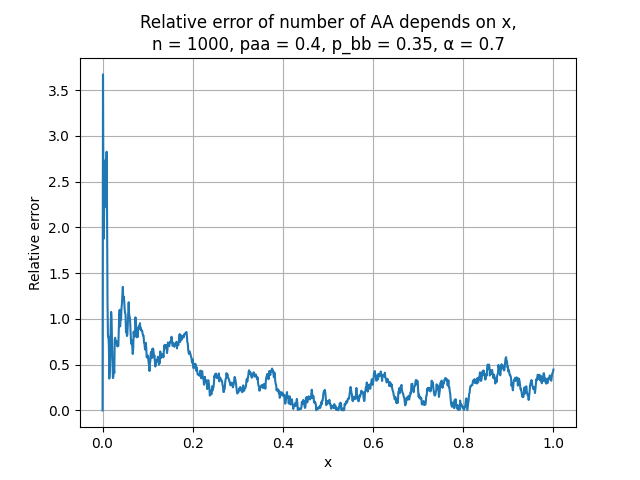 Relative error of number of AA depends on x,
n = 1000, paa = 0.4, p_bb = 0.35, α = 0.7
Relative error
3.5
3.0
2.5
2.0
1.5
1.0
0.5
0.0
0.0 0.2 0.4 0.6 0.8 1.0
x